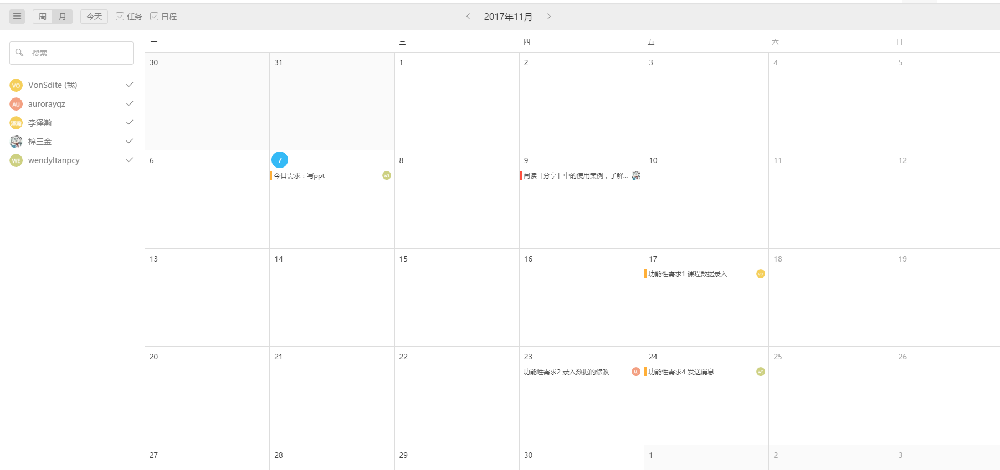 周 月 今天 任务 日程 2017年11月
一 二 三 四 五 六 日
搜索
VO VonSdite (我)
AU aurorayqz
泽瀚 李泽瀚
棉三金
WE wendyltanpcy
30 31 1 2 3 4 5
6 7 8 9 10 11 12
今日需求：写ppt WE 阅读「分享」中的使用案例，了解...
13 14 15 16 17 18 19
功能性需求1 课程数据录入 VO
20 21 22 23 24 25 26
功能性需求2 录入数据的修改 AU 功能性需求4 发送消息 WE
27 28 29 30 1 2 3